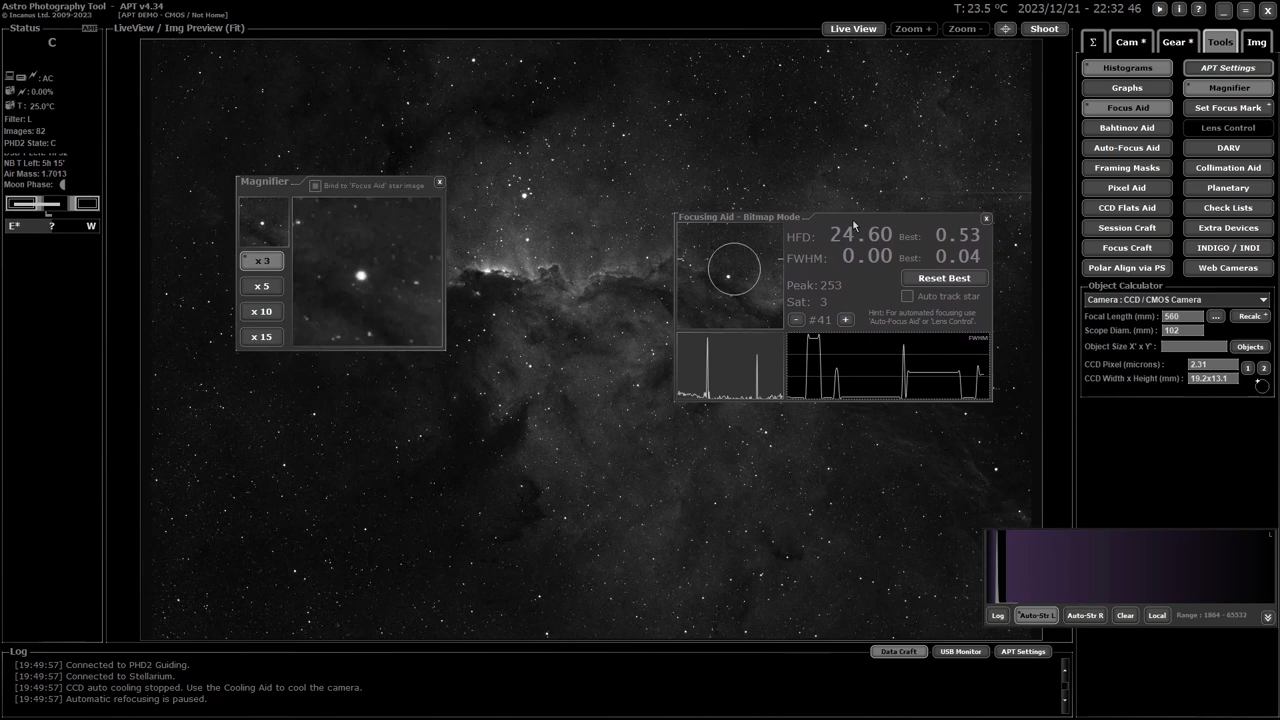 Astro Photography Tool - APT v4.34
© Incanus Ltd. 2009-2023 [APT DEMO - CMOS / Not Home]
T: 23.5 ºC 2023/12/21 - 22:32 46
Status
C
: AC
: 0.00%
T : 25.0°C
Filter: L
Images: 82
PHD2 State: C
NB T Left: 5h 15'
Air Mass: 1.7013
Moon Phase:
E* ? W
LiveView / Img Preview (Fit)
Live View Zoom + Zoom - Shoot
Magnifier
Bind to 'Focus Aid' star image
x 3
x 5
x 10
x 15
Focusing Aid - Bitmap Mode
HFD: 24.60 Best: 0.53
FWHM: 0.00 Best: 0.04
Reset Best
Peak: 253
Auto track star
Sat: 3
Hint: For automated focusing use
'Auto-Focus Aid' or 'Lens Control'.
- #41 +
FWHM
Σ Cam * Gear * Tools Img
Histograms APT Settings
Graphs Magnifier
Focus Aid Set Focus Mark
Bahtinov Aid Lens Control
Auto-Focus Aid DARV
Framing Masks Collimation Aid
Pixel Aid Planetary
CCD Flats Aid Check Lists
Session Craft Extra Devices
Focus Craft INDIGO / INDI
Polar Align via PS Web Cameras
Object Calculator
Camera : CCD / CMOS Camera
Focal Length (mm) : 560 ... Recalc
Scope Diam. (mm) : 102
Object Size X' x Y' : Objects
CCD Pixel (microns) : 2.31
CCD Width x Height (mm) : 19.2x13.1
1 2
L
Log Auto-Str L Auto-Str R Clear Local Range : 1864 - 65532
Log
Data Craft USB Monitor APT Settings
[19:49:57] Connected to PHD2 Guiding.
[19:49:57] Connected to Stellarium.
[19:49:57] CCD auto cooling stopped. Use the Cooling Aid to cool the camera.
[19:49:57] Automatic refocusing is paused.